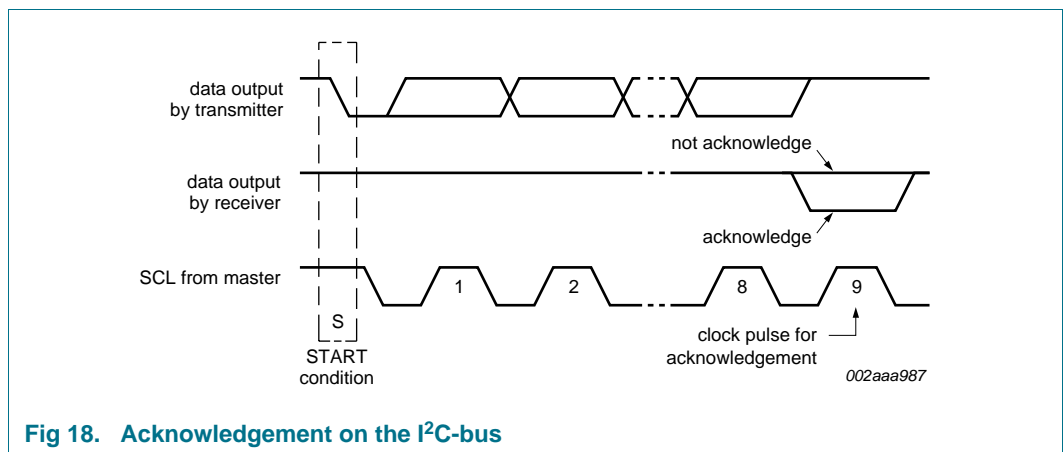 data output
by transmitter
not acknowledge
data output
by receiver
acknowledge
SCL from master
1
2
8
9
S
START
condition
clock pulse for
acknowledgement
002aaa987
Fig 18. Acknowledgement on the I²C-bus